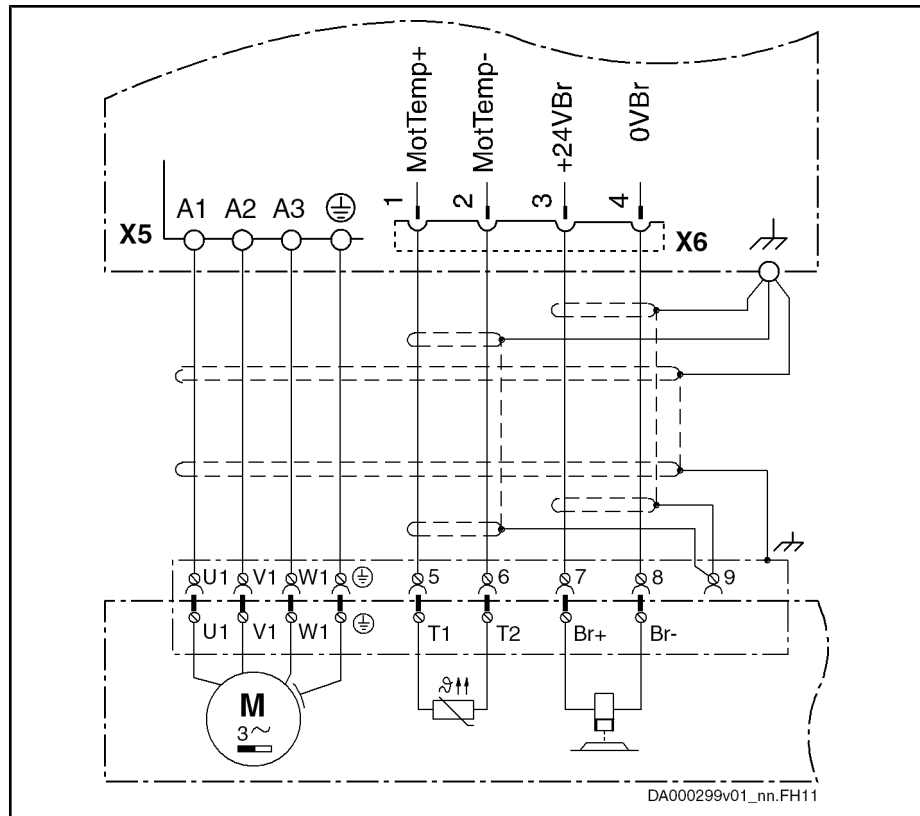 MotTemp+
MotTemp-
+24VBr
0VBr
1
2
3
4
A1 A2 A3
X5
X6
U1 V1 W1 5 6 7 8 9
U1 V1 W1 T1 T2 Br+ Br-
ϑ
M
3~
DA000299v01_nn.FH11